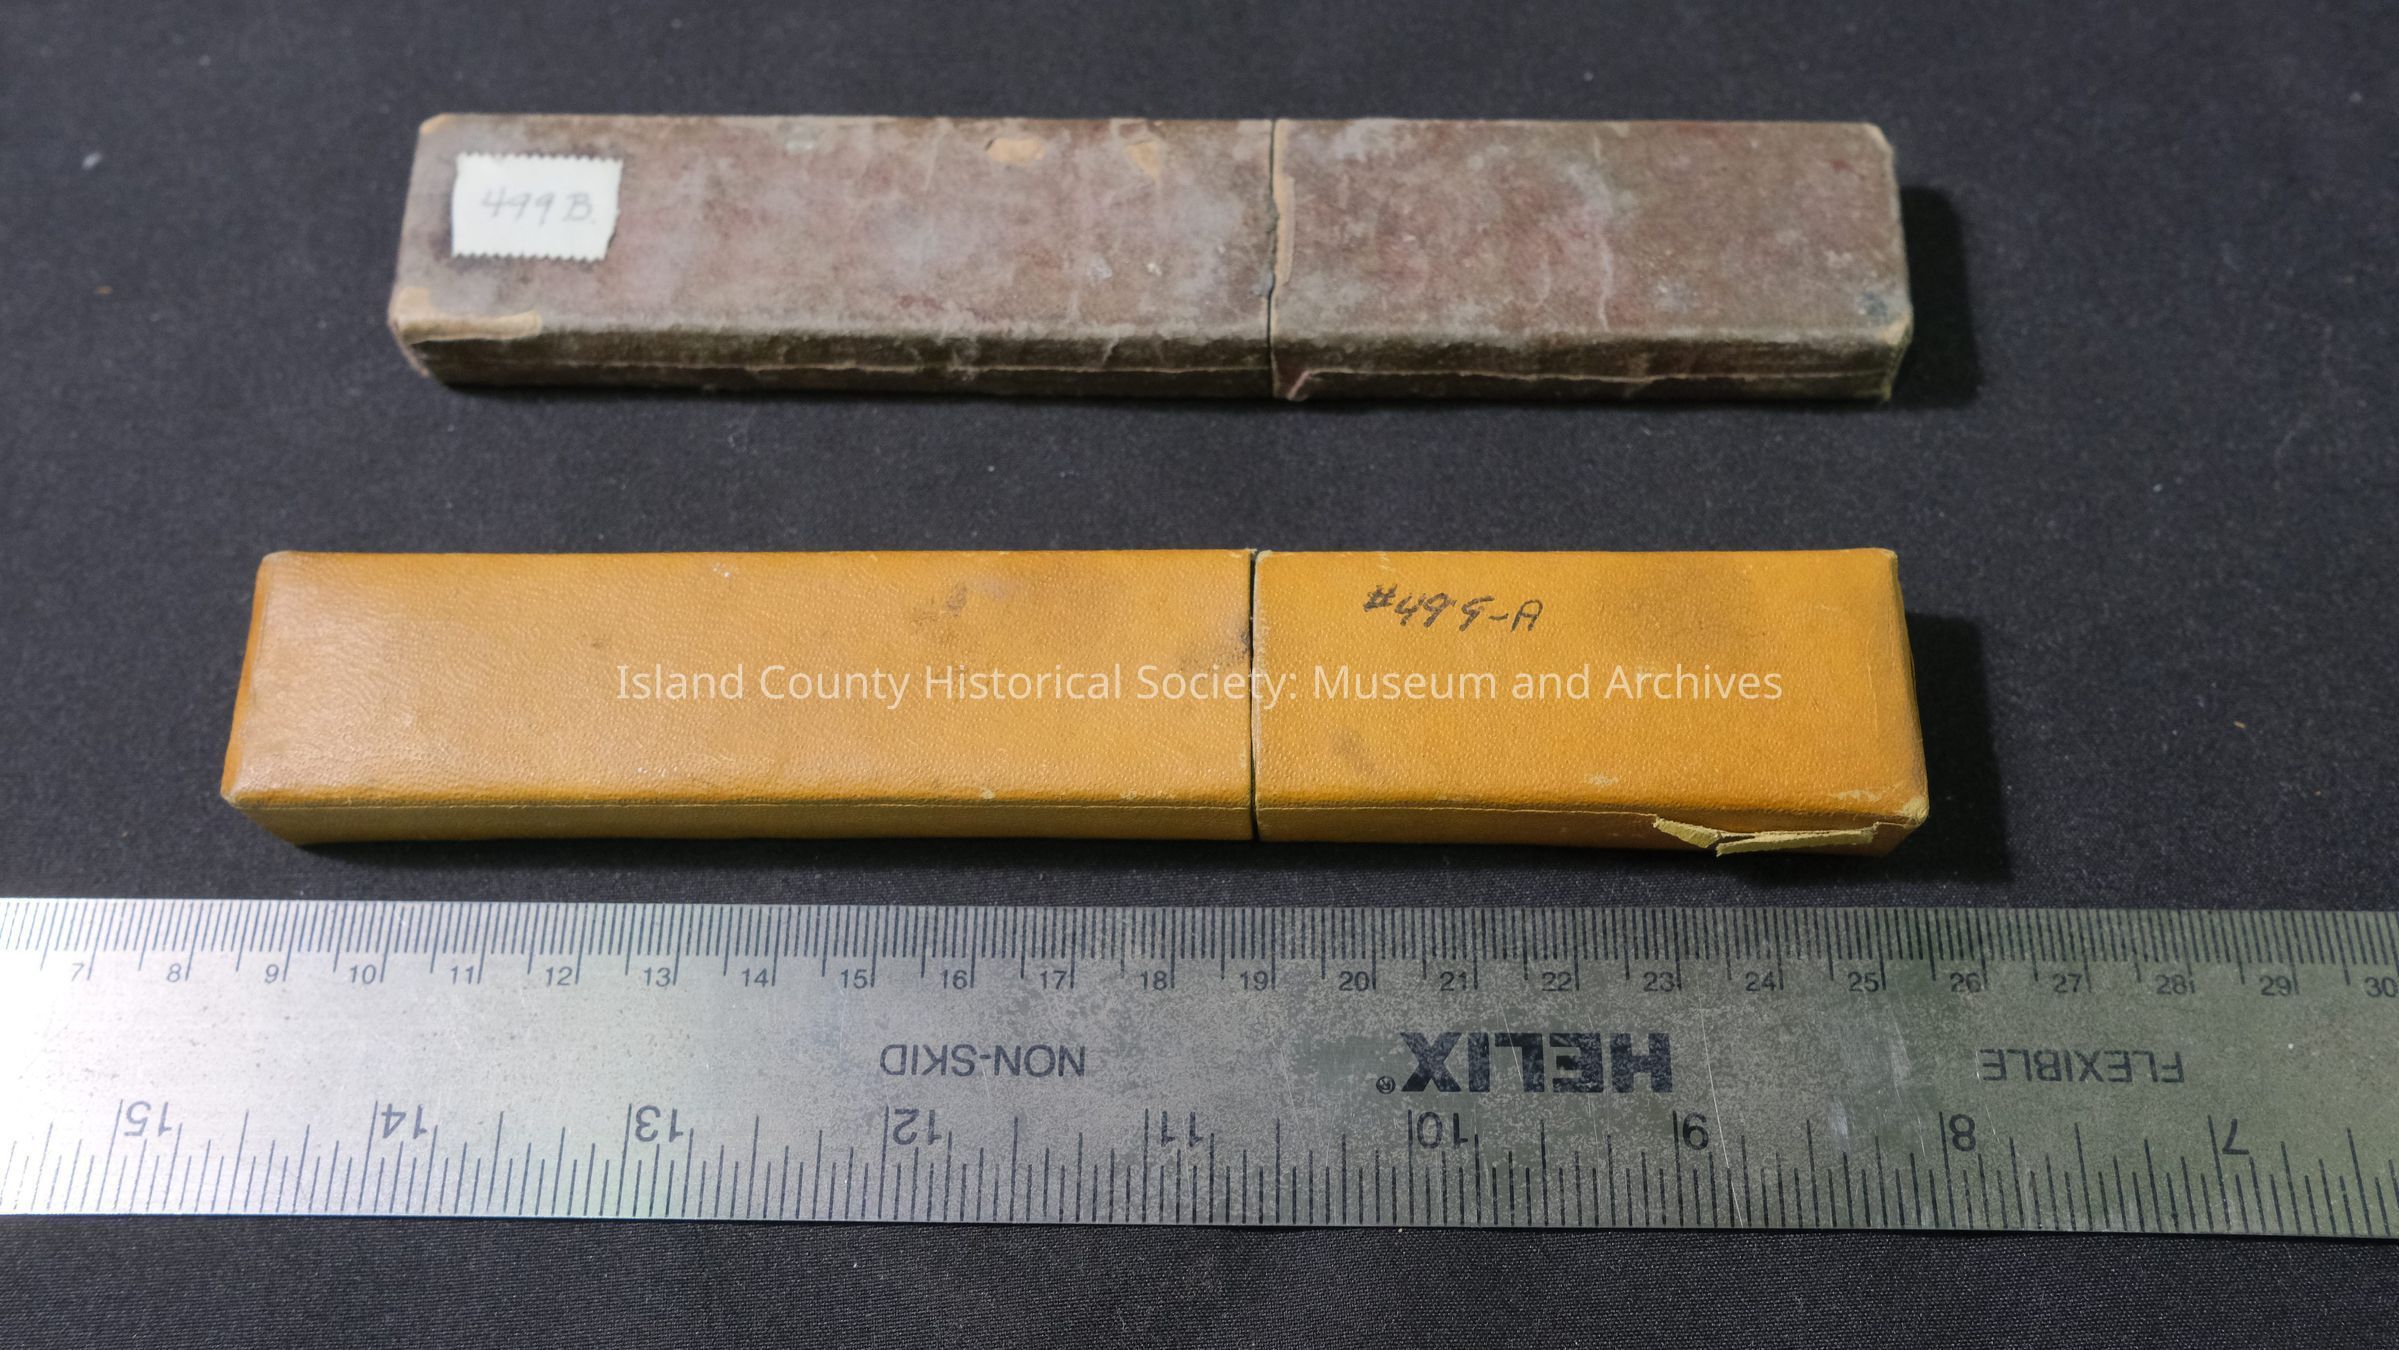 499 B.
#499-A
Island County Historical Society: Museum and Archives
7 8 9 10 11 12 13 14 15 16 17 18 19 20 21 22 23 24 25 26 27 28 29 30
NON-SKID HELIX® FLEXIBLE
15 14 13 12 11 10 9 8 7